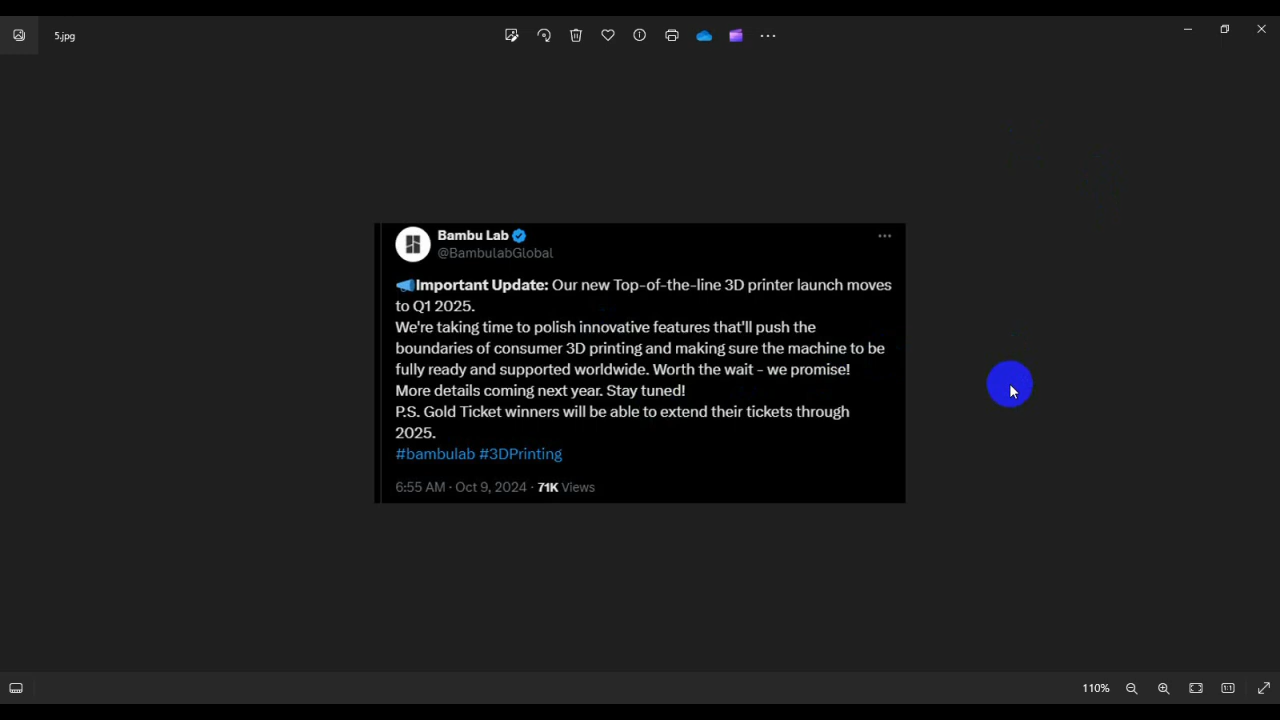 5.jpg
Bambu Lab
@BambulabGlobal
📣Important Update: Our new Top-of-the-line 3D printer launch moves
to Q1 2025.
We're taking time to polish innovative features that'll push the
boundaries of consumer 3D printing and making sure the machine to be
fully ready and supported worldwide. Worth the wait - we promise!
More details coming next year. Stay tuned!
P.S. Gold Ticket winners will be able to extend their tickets through
2025.
#bambulab #3DPrinting
6:55 AM · Oct 9, 2024 · 71K Views
110%